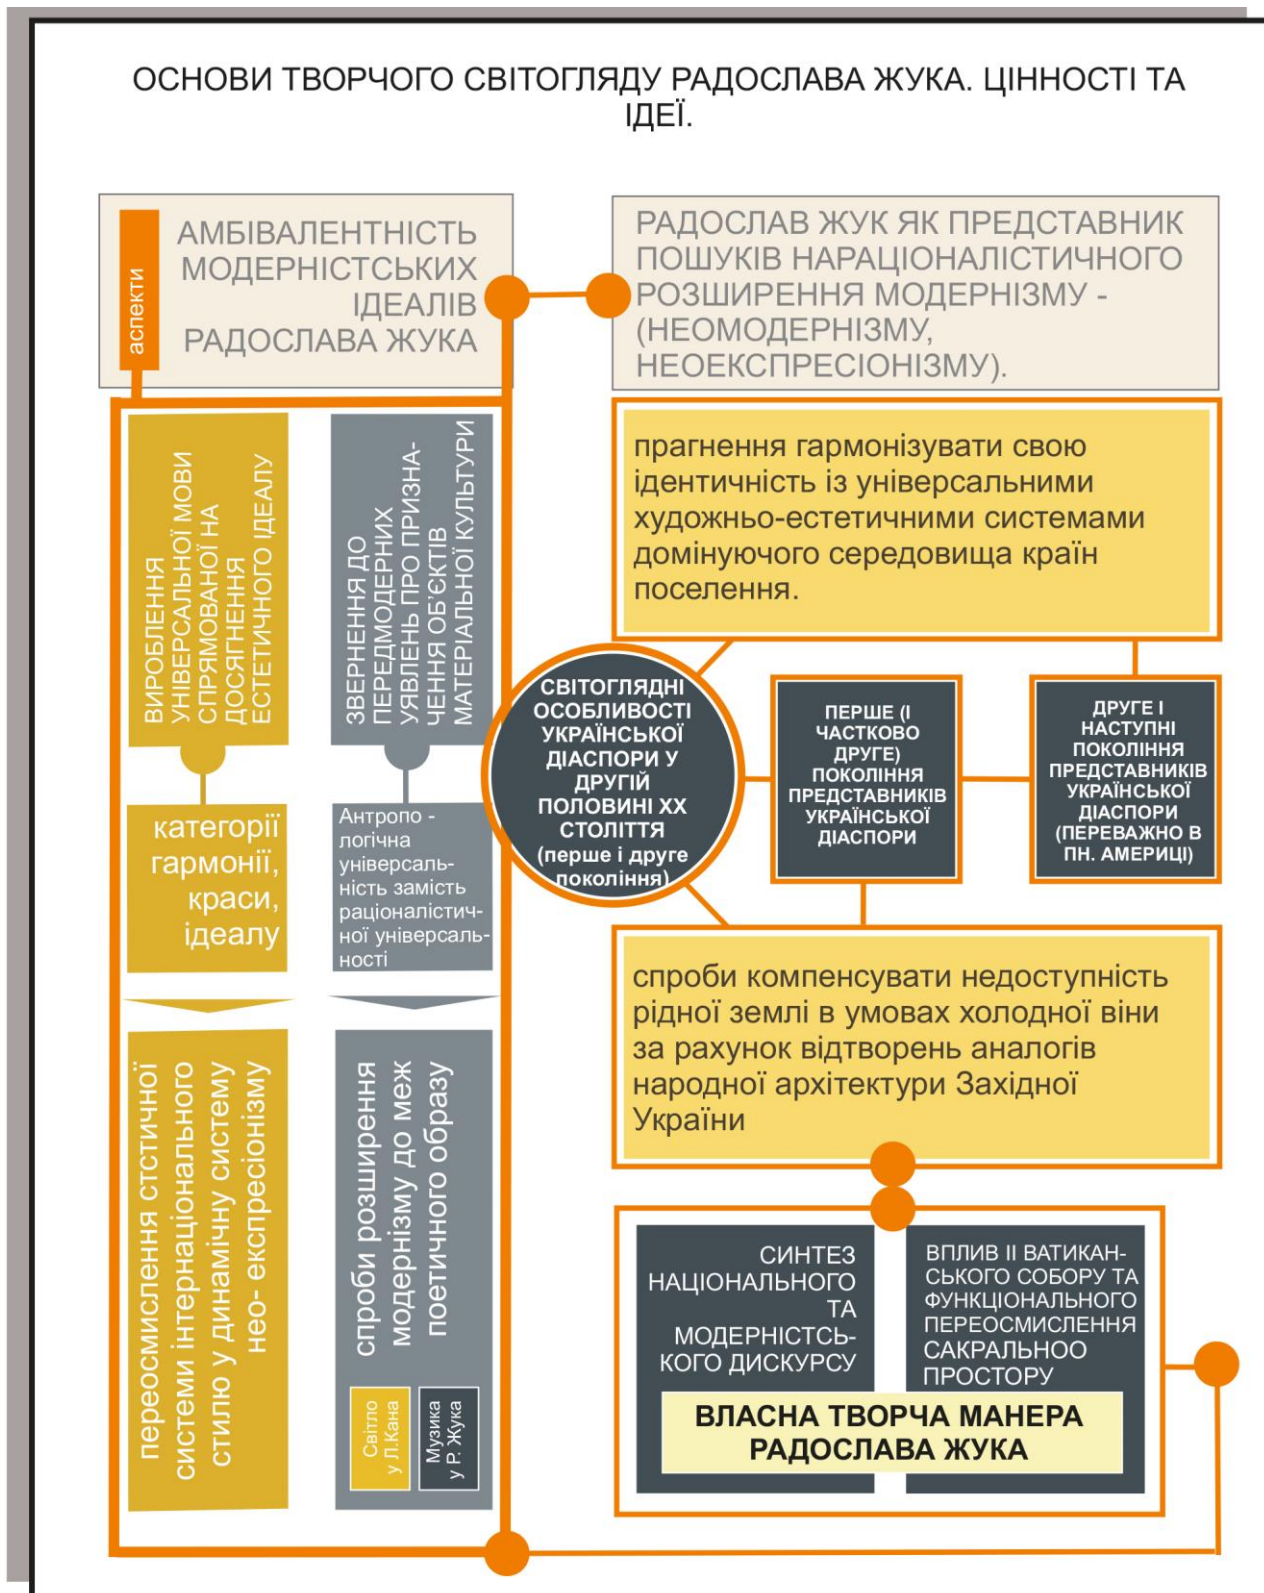 ОСНОВИ ТВОРЧОГО СВІТОГЛЯДУ РАДОСЛАВА ЖУКА. ЦІННОСТІ ТА
ІДЕЇ.
аспекти
АМБІВАЛЕНТНІСТЬ
МОДЕРНІСТСЬКИХ
ІДЕАЛІВ
РАДОСЛАВА ЖУКА
РАДОСЛАВ ЖУК ЯК ПРЕДСТАВНИК
ПОШУКІВ НАРАЦІОНАЛІСТИЧНОГО
РОЗШИРЕННЯ МОДЕРНІЗМУ -
(НЕОМОДЕРНІЗМУ,
НЕОЕКСПРЕСІОНІЗМУ).
ВИРОБЛЕННЯ
УНІВЕРСАЛЬНОЇ МОВИ
СПРЯМОВАНОЇ НА
ДОСЯГНЕННЯ
ЕСТЕТИЧНОГО ІДЕАЛУ
ЗВЕРНЕННЯ ДО
ПЕРЕДМОДЕРНИХ
УЯВЛЕНЬ ПРО ПРИЗНА-
ЧЕННЯ ОБ'ЄКТІВ
МАТЕРІАЛЬНОЇ КУЛЬТУРИ
категорії
гармонії,
краси,
ідеалу
Антропо -
логічна
універсаль-
ність замість
раціоналістич-
ної універсаль-
ності
переосмислення стстичної
системи інтернаціонального
стилю у динамічну систему
нео- експресіонізму
спроби розширення
модернізму до меж
поетичного образу
Світло
у Л.Кана
Музика
у Р. Жука
прагнення гармонізувати свою
ідентичність із універсальними
художньо-естетичними системами
домінуючого середовища країн
поселення.
СВІТОГЛЯДНІ
ОСОБЛИВОСТІ
УКРАЇНСЬКОЇ
ДІАСПОРИ У
ДРУГІЙ
ПОЛОВИНІ ХХ
СТОЛІТТЯ
(перше і друге
покоління)
ПЕРШЕ (І
ЧАСТКОВО
ДРУГЕ)
ПОКОЛІННЯ
ПРЕДСТАВНИКІВ
УКРАЇНСЬКОЇ
ДІАСПОРИ
ДРУГЕ І
НАСТУПНІ
ПОКОЛІННЯ
ПРЕДСТАВНИКІВ
УКРАЇНСЬКОЇ
ДІАСПОРИ
(ПЕРЕВАЖНО В
ПН. АМЕРИЦІ)
спроби компенсувати недоступність
рідної землі в умовах холодної віни
за рахунок відтворень аналогів
народної архітектури Західної
України
СИНТЕЗ
НАЦІОНАЛЬНОГО
ТА
МОДЕРНІСТСЬ-
КОГО ДИСКУРСУ
ВПЛИВ ІІ ВАТИКАН-
СЬКОГО СОБОРУ ТА
ФУНКЦІОНАЛЬНОГО
ПЕРЕОСМИСЛЕННЯ
САКРАЛЬНОО
ПРОСТОРУ
ВЛАСНА ТВОРЧА МАНЕРА
РАДОСЛАВА ЖУКА